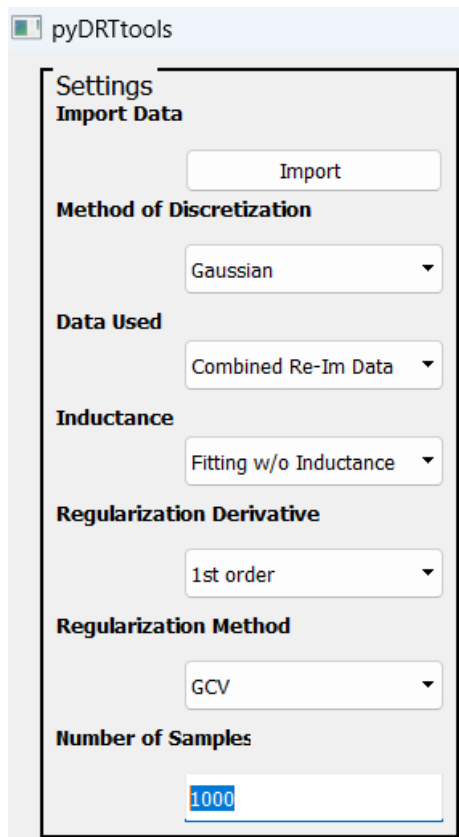 pyDRTtools
Settings
Import Data
Import
Method of Discretization
Gaussian
Data Used
Combined Re-Im Data
Inductance
Fitting w/o Inductance
Regularization Derivative
1st order
Regularization Method
GCV
Number of Samples
1000